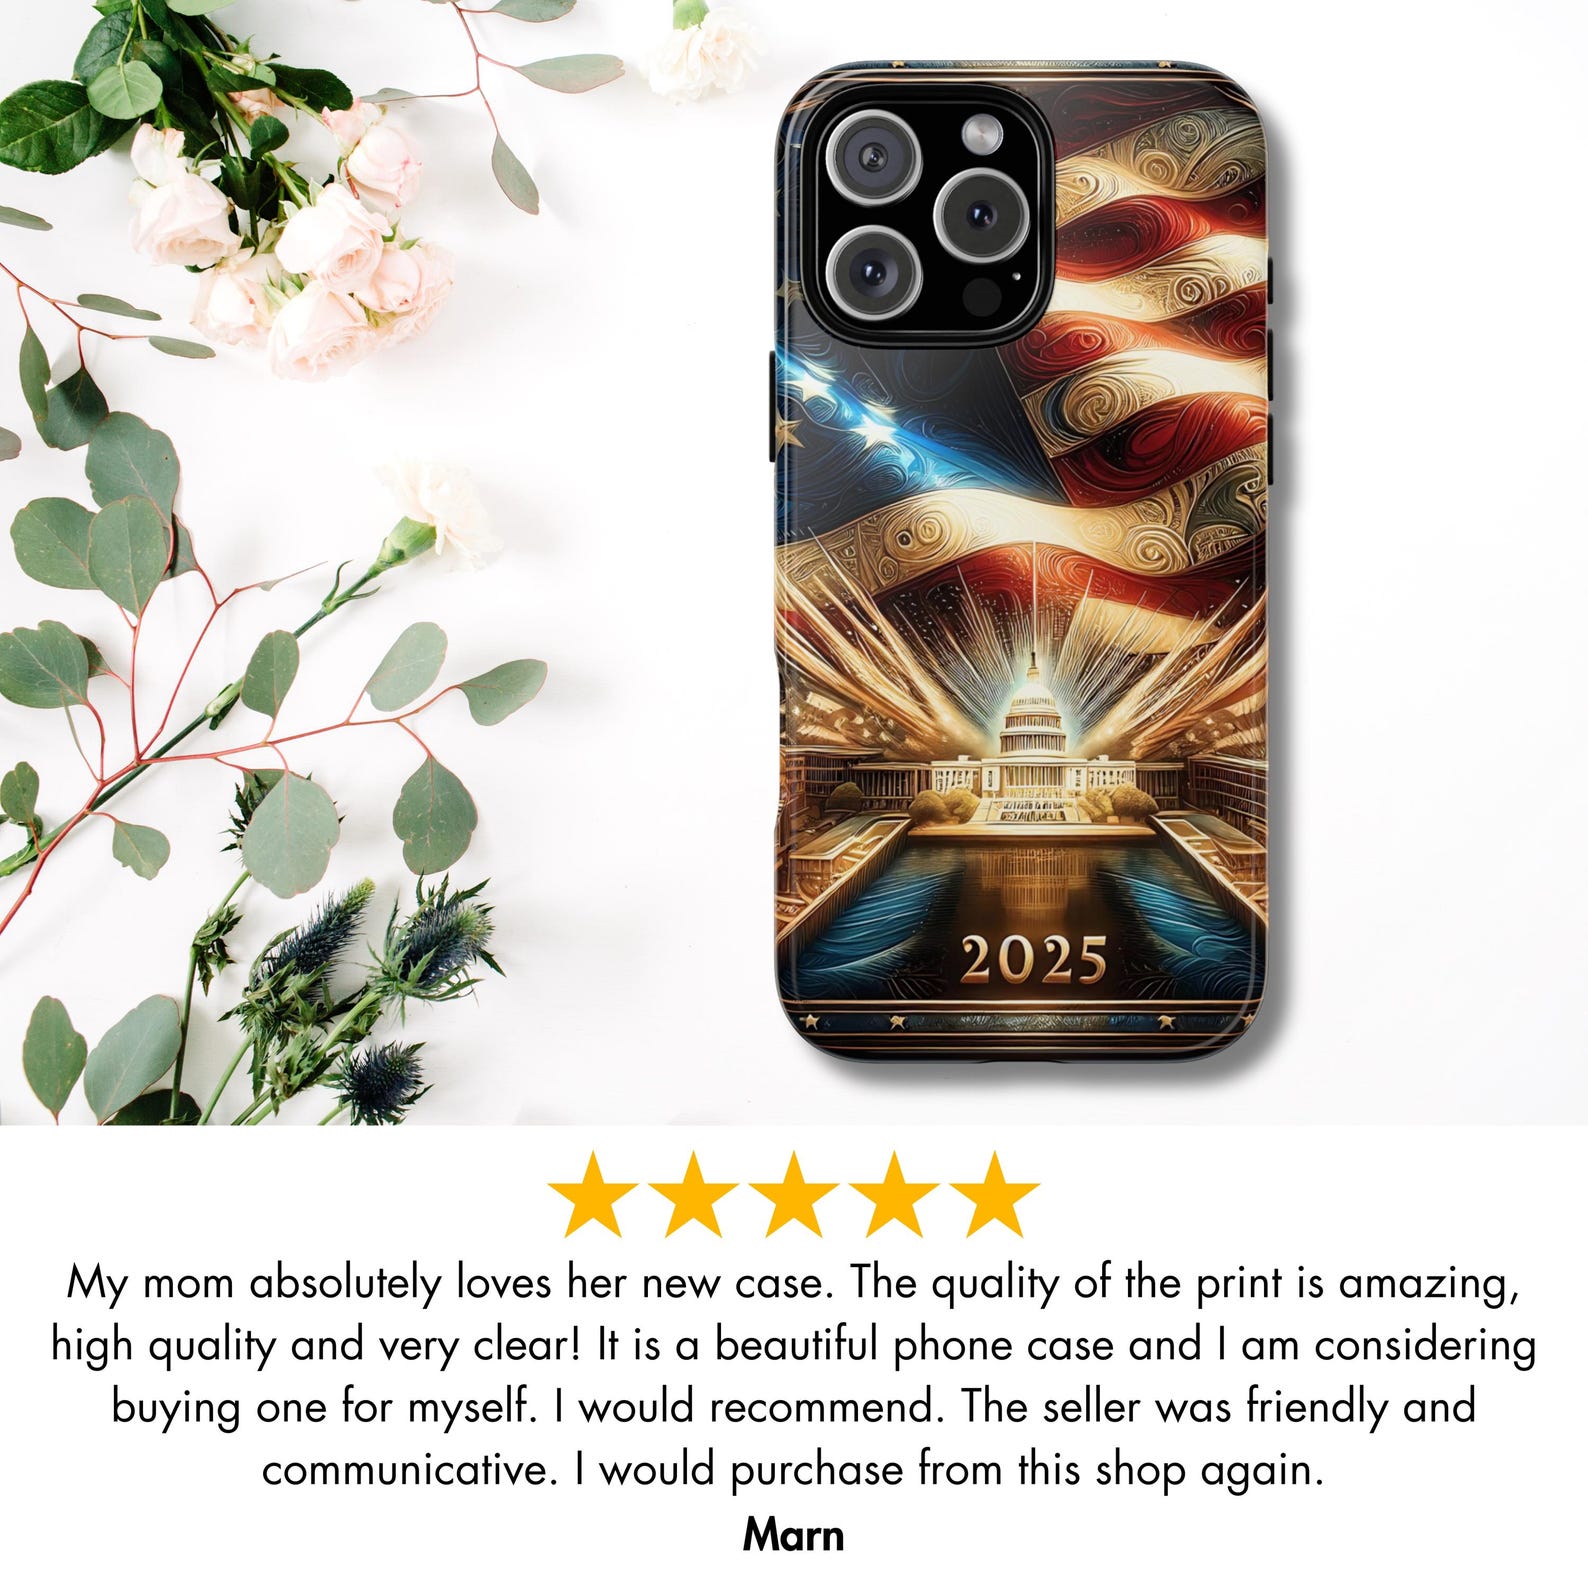 2025
My mom absolutely loves her new case. The quality of the print is amazing,
high quality and very clear! It is a beautiful phone case and I am considering
buying one for myself. I would recommend. The seller was friendly and
communicative. I would purchase from this shop again.
Marn